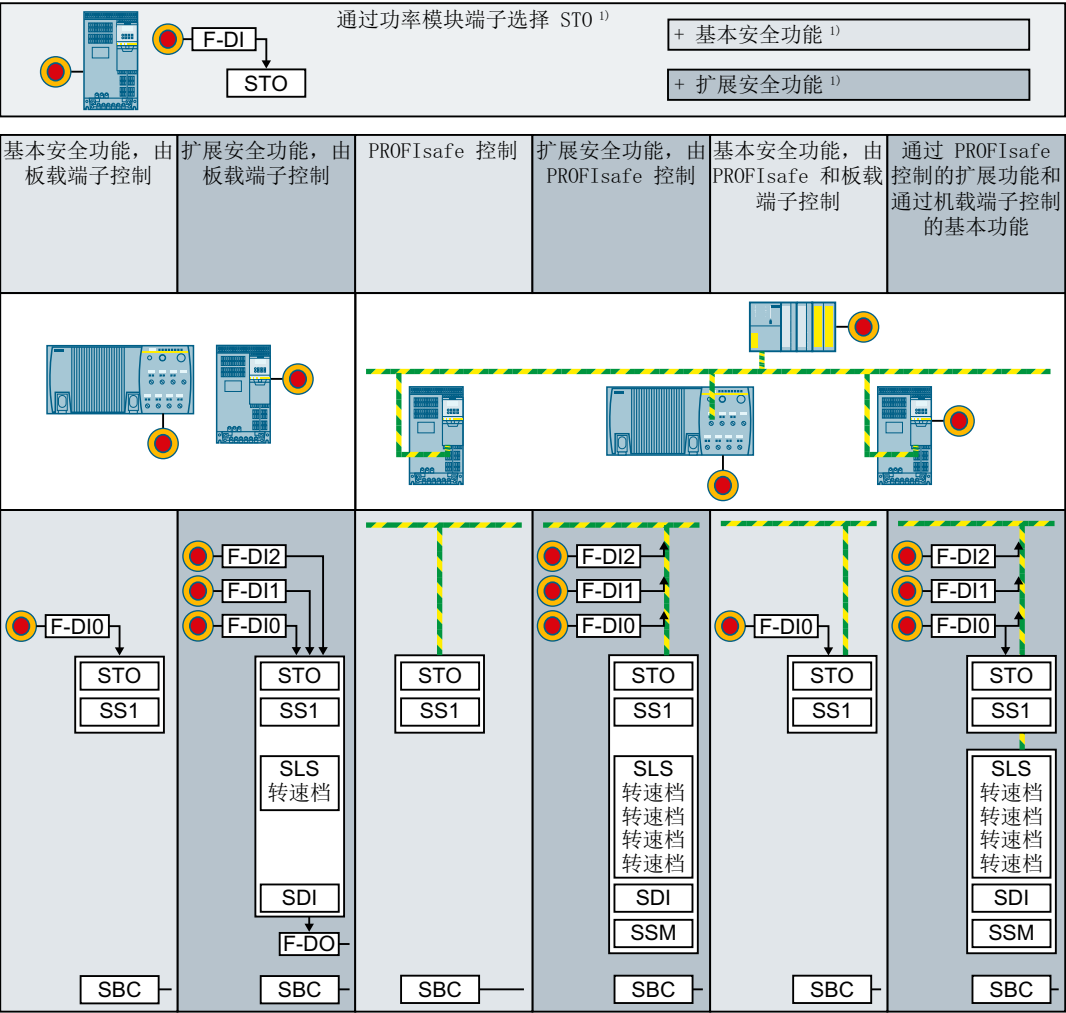 通过功率模块端子选择 STO 1)
F-DI
STO
+ 基本安全功能 1)
+ 扩展安全功能 1)
基本安全功能，由
板载端子控制
扩展安全功能，由
板载端子控制
PROFIsafe 控制
扩展安全功能，由
PROFIsafe 控制
基本安全功能，由
PROFIsafe 和板载
端子控制
通过 PROFIsafe
控制的扩展功能和
通过机载端子控制
的基本功能
F-DI0
STO
SS1
SBC
F-DI2
F-DI1
F-DI0
STO
SS1
SLS
转速档
SDI
F-DO
SBC
STO
SS1
SBC
F-DI2
F-DI1
F-DI0
STO
SS1
SLS
转速档
转速档
转速档
转速档
SDI
SSM
SBC
F-DI0
STO
SS1
SBC
F-DI2
F-DI1
F-DI0
STO
SS1
SLS
转速档
转速档
转速档
转速档
SDI
SSM
SBC